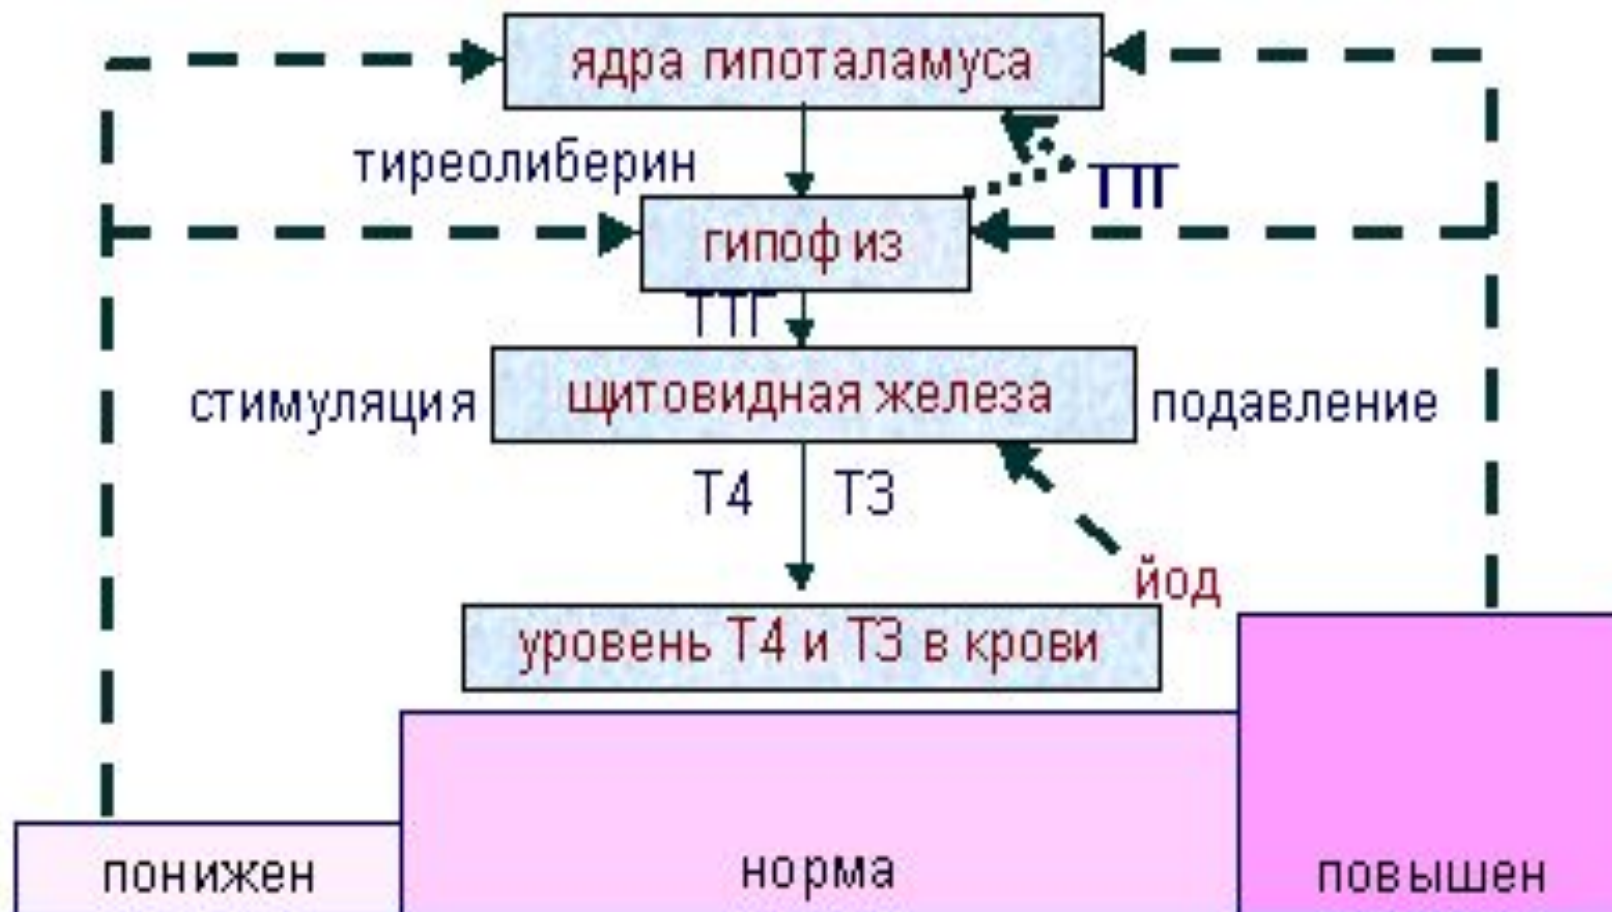 ядра гипоталамуса
тиреолиберин
ТТГ
гипофиз
ТТГ
стимуляция
щитовидная железа
подавление
Т4
Т3
йод
уровень Т4 и Т3 в крови
понижен
норма
повышен